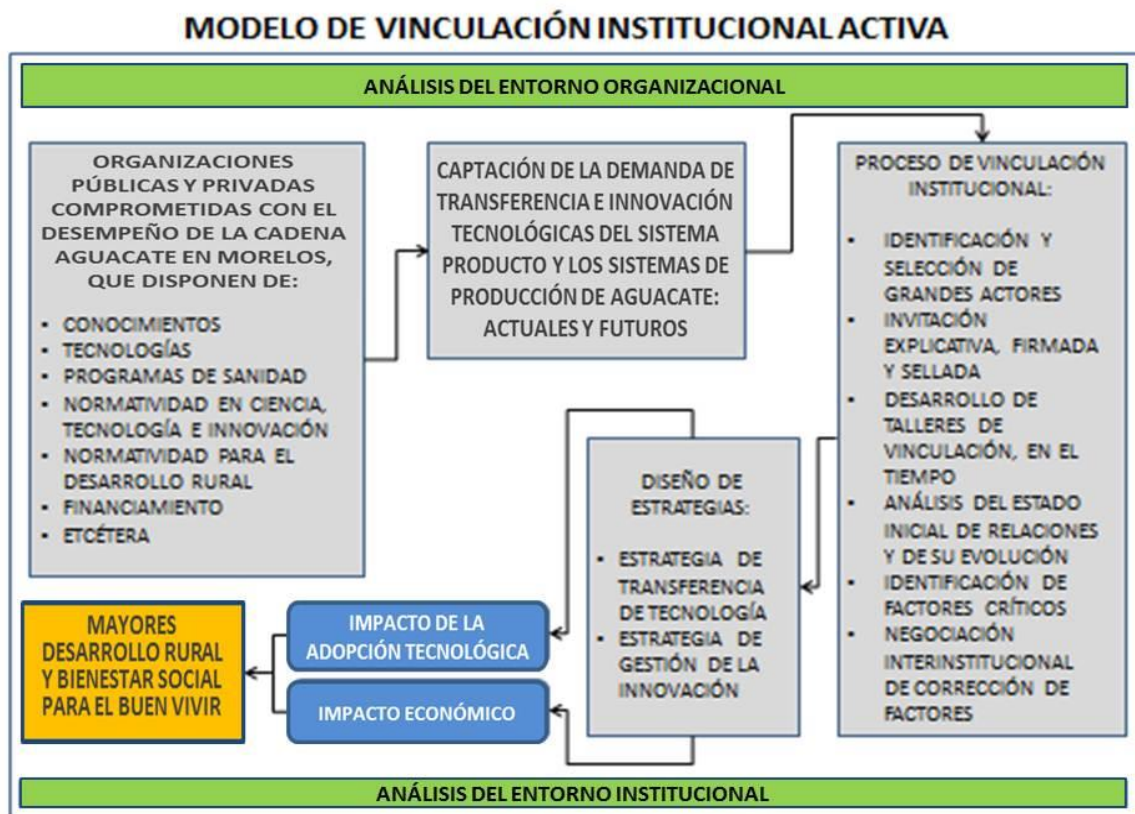 MODELO DE VINCULACIÓN INSTITUCIONAL ACTIVA
ANÁLISIS DEL ENTORNO ORGANIZACIONAL
ORGANIZACIONES
PÚBLICAS Y PRIVADAS
COMPROMETIDAS CON EL
DESEMPEÑO DE LA CADENA
AGUACATE EN MORELOS,
QUE DISPONEN DE:
▪ CONOCIMIENTOS
▪ TECNOLOGÍAS
▪ PROGRAMAS DE SANIDAD
▪ NORMATIVIDAD EN CIENCIA,
TECNOLOGÍA E INNOVACIÓN
▪ NORMATIVIDAD PARA EL
DESARROLLO RURAL
▪ FINANCIAMIENTO
▪ ETCÉTERA
CAPTACIÓN DE LA DEMANDA DE
TRANSFERENCIA E INNOVACIÓN
TECNOLÓGICAS DEL SISTEMA
PRODUCTO Y LOS SISTEMAS DE
PRODUCCIÓN DE AGUACATE:
ACTUALES Y FUTUROS
PROCESO DE VINCULACIÓN
INSTITUCIONAL:
▪ IDENTIFICACIÓN Y
SELECCIÓN DE
GRANDES ACTORES
▪ INVITACIÓN
EXPLICATIVA, FIRMADA
Y SELLADA
▪ DESARROLLO DE
TALLERES DE
VINCULACIÓN, EN EL
TIEMPO
▪ ANÁLISIS DEL ESTADO
INICIAL DE RELACIONES
Y DE SU EVOLUCIÓN
▪ IDENTIFICACIÓN DE
FACTORES CRÍTICOS
▪ NEGOCIACIÓN
INTERINSTITUCIONAL
DE CORRECCIÓN DE
FACTORES
DISEÑO DE
ESTRATEGIAS:
▪ ESTRATEGIA DE
TRANSFERENCIA
DE TECNOLOGÍA
▪ ESTRATEGIA DE
GESTIÓN DE LA
INNOVACIÓN
IMPACTO DE LA
ADOPCIÓN TECNOLÓGICA
IMPACTO ECONÓMICO
MAYORES
DESARROLLO RURAL
Y BIENESTAR SOCIAL
PARA EL BUEN VIVIR
ANÁLISIS DEL ENTORNO INSTITUCIONAL